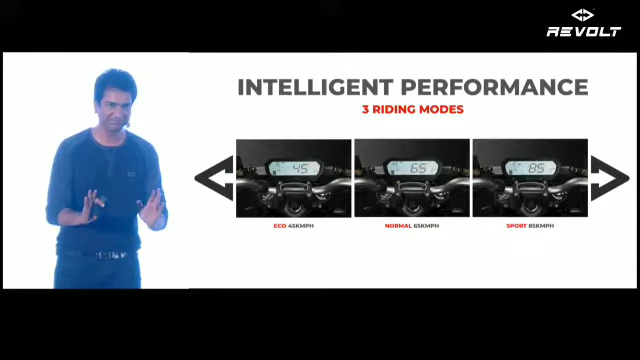 REVOLT
INTELLIGENT PERFORMANCE
3 RIDING MODES
45
65
85
ECO 45KMPH
NORMAL 65KMPH
SPORT 85KMPH